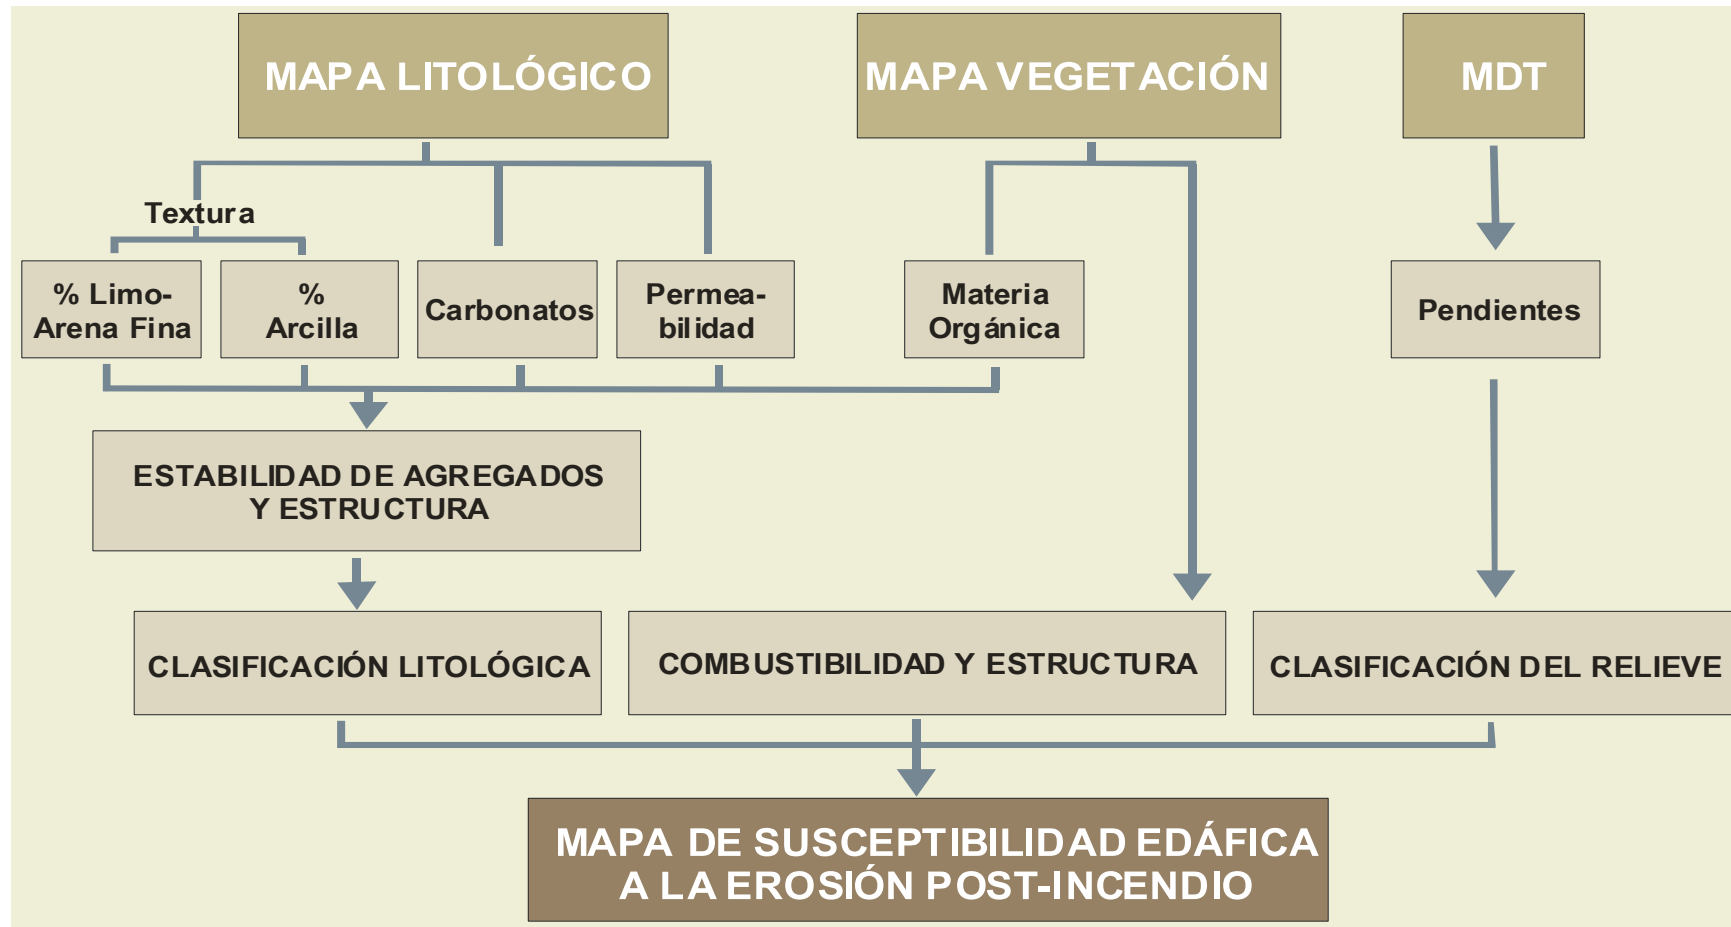 MAPA LITOLÓGICO
MAPA VEGETACIÓN
MDT
Textura
% Limo-
Arena Fina
%
Arcilla
Carbonatos
Permea-
bilidad
Materia
Orgánica
Pendientes
ESTABILIDAD DE AGREGADOS
Y ESTRUCTURA
CLASIFICACIÓN LITOLÓGICA
COMBUSTIBILIDAD Y ESTRUCTURA
CLASIFICACIÓN DEL RELIEVE
MAPA DE SUSCEPTIBILIDAD EDÁFICA
A LA EROSIÓN POST-INCENDIO